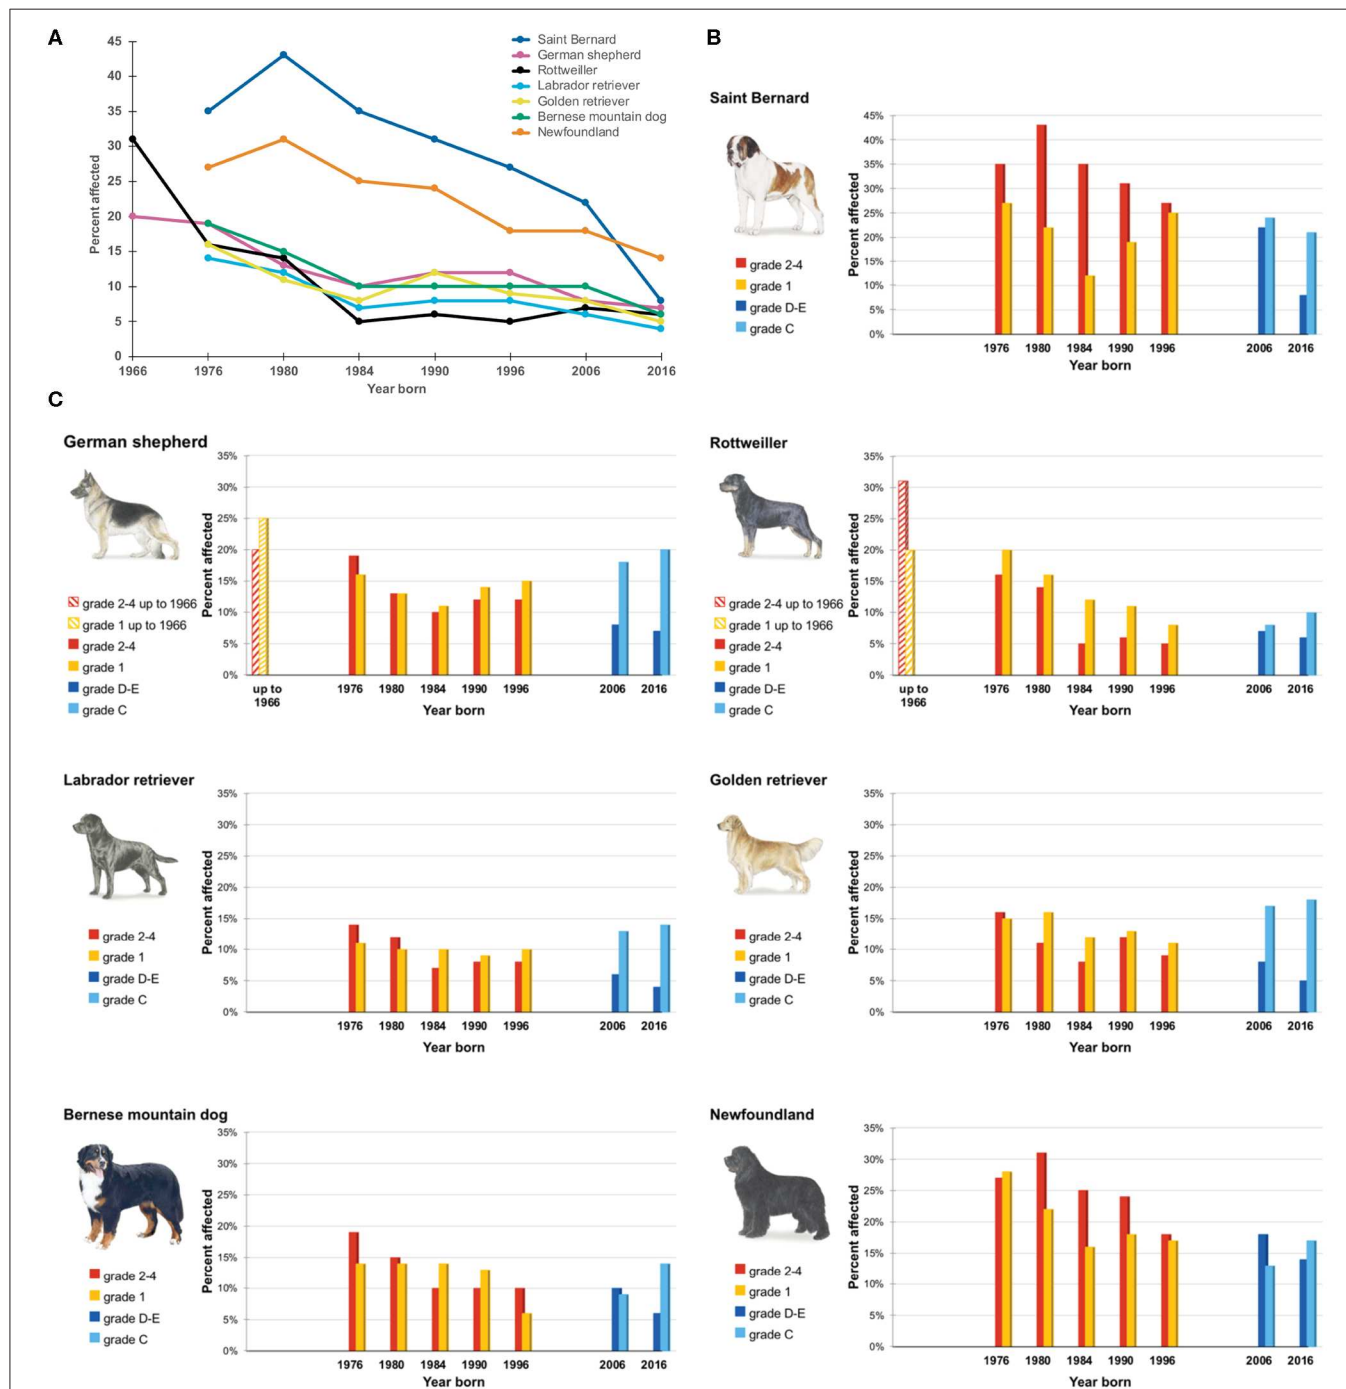 A
45
40
35
30
25
20
15
10
5
0
Percent affected
1966 1976 1980 1984 1990 1996 2006 2016
Year born
Saint Bernard
German shepherd
Rottweiller
Labrador retriever
Golden retriever
Bernese mountain dog
Newfoundland
B
Saint Bernard
grade 2-4
grade 1
grade D-E
grade C
45%
40%
35%
30%
25%
20%
15%
10%
5%
0%
Percent affected
1976 1980 1984 1990 1996 2006 2016
Year born
C
German shepherd
grade 2-4 up to 1966
grade 1 up to 1966
grade 2-4
grade 1
grade D-E
grade C
35%
30%
25%
20%
15%
10%
5%
0%
Percent affected
up to 1976 1980 1984 1990 1996 2006 2016
1966
Year born
Rottweiller
grade 2-4 up to 1966
grade 1 up to 1966
grade 2-4
grade 1
grade D-E
grade C
35%
30%
25%
20%
15%
10%
5%
0%
Percent affected
up to 1976 1980 1984 1990 1996 2006 2016
1966
Year born
Labrador retriever
grade 2-4
grade 1
grade D-E
grade C
35%
30%
25%
20%
15%
10%
5%
0%
Percent affected
1976 1980 1984 1990 1996 2006 2016
Year born
Golden retriever
grade 2-4
grade 1
grade D-E
grade C
35%
30%
25%
20%
15%
10%
5%
0%
Percent affected
1976 1980 1984 1990 1996 2006 2016
Year born
Bernese mountain dog
grade 2-4
grade 1
grade D-E
grade C
35%
30%
25%
20%
15%
10%
5%
0%
Percent affected
1976 1980 1984 1990 1996 2006 2016
Year born
Newfoundland
grade 2-4
grade 1
grade D-E
grade C
35%
30%
25%
20%
15%
10%
5%
0%
Percent affected
1976 1980 1984 1990 1996 2006 2016
Year born